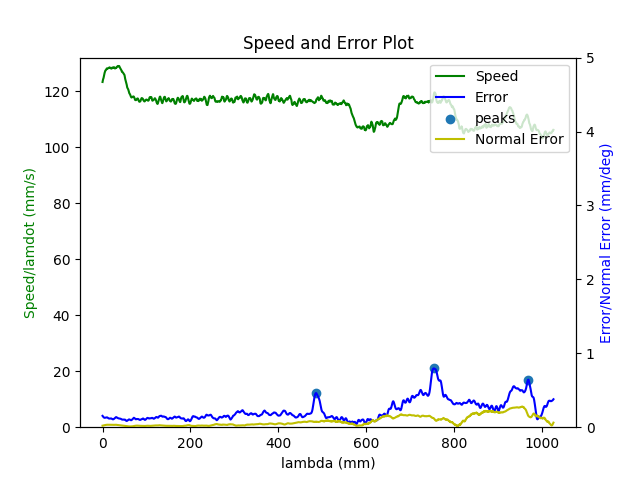 Speed and Error Plot
Speed
Error
peaks
Normal Error
Speed/lamdot (mm/s)
120
100
80
60
40
20
0
5
4
3
2
1
0
Error/Normal Error (mm/deg)
0 200 400 600 800 1000
lambda (mm)